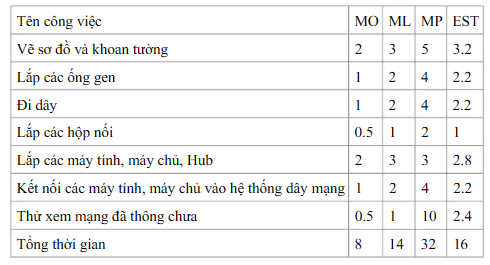 Tên công việc MO ML MP EST
Vẽ sơ đồ và khoan tường 2 3 5 3.2
Lắp các ống gen 1 2 4 2.2
Đi dây 1 2 4 2.2
Lắp các hộp nối 0.5 1 2 1
Lắp các máy tính, máy chủ, Hub 2 3 3 2.8
Kết nối các máy tính, máy chủ vào hệ thống dây mạng 1 2 4 2.2
Thử xem mạng đã thông chưa 0.5 1 10 2.4
Tổng thời gian 8 14 32 16